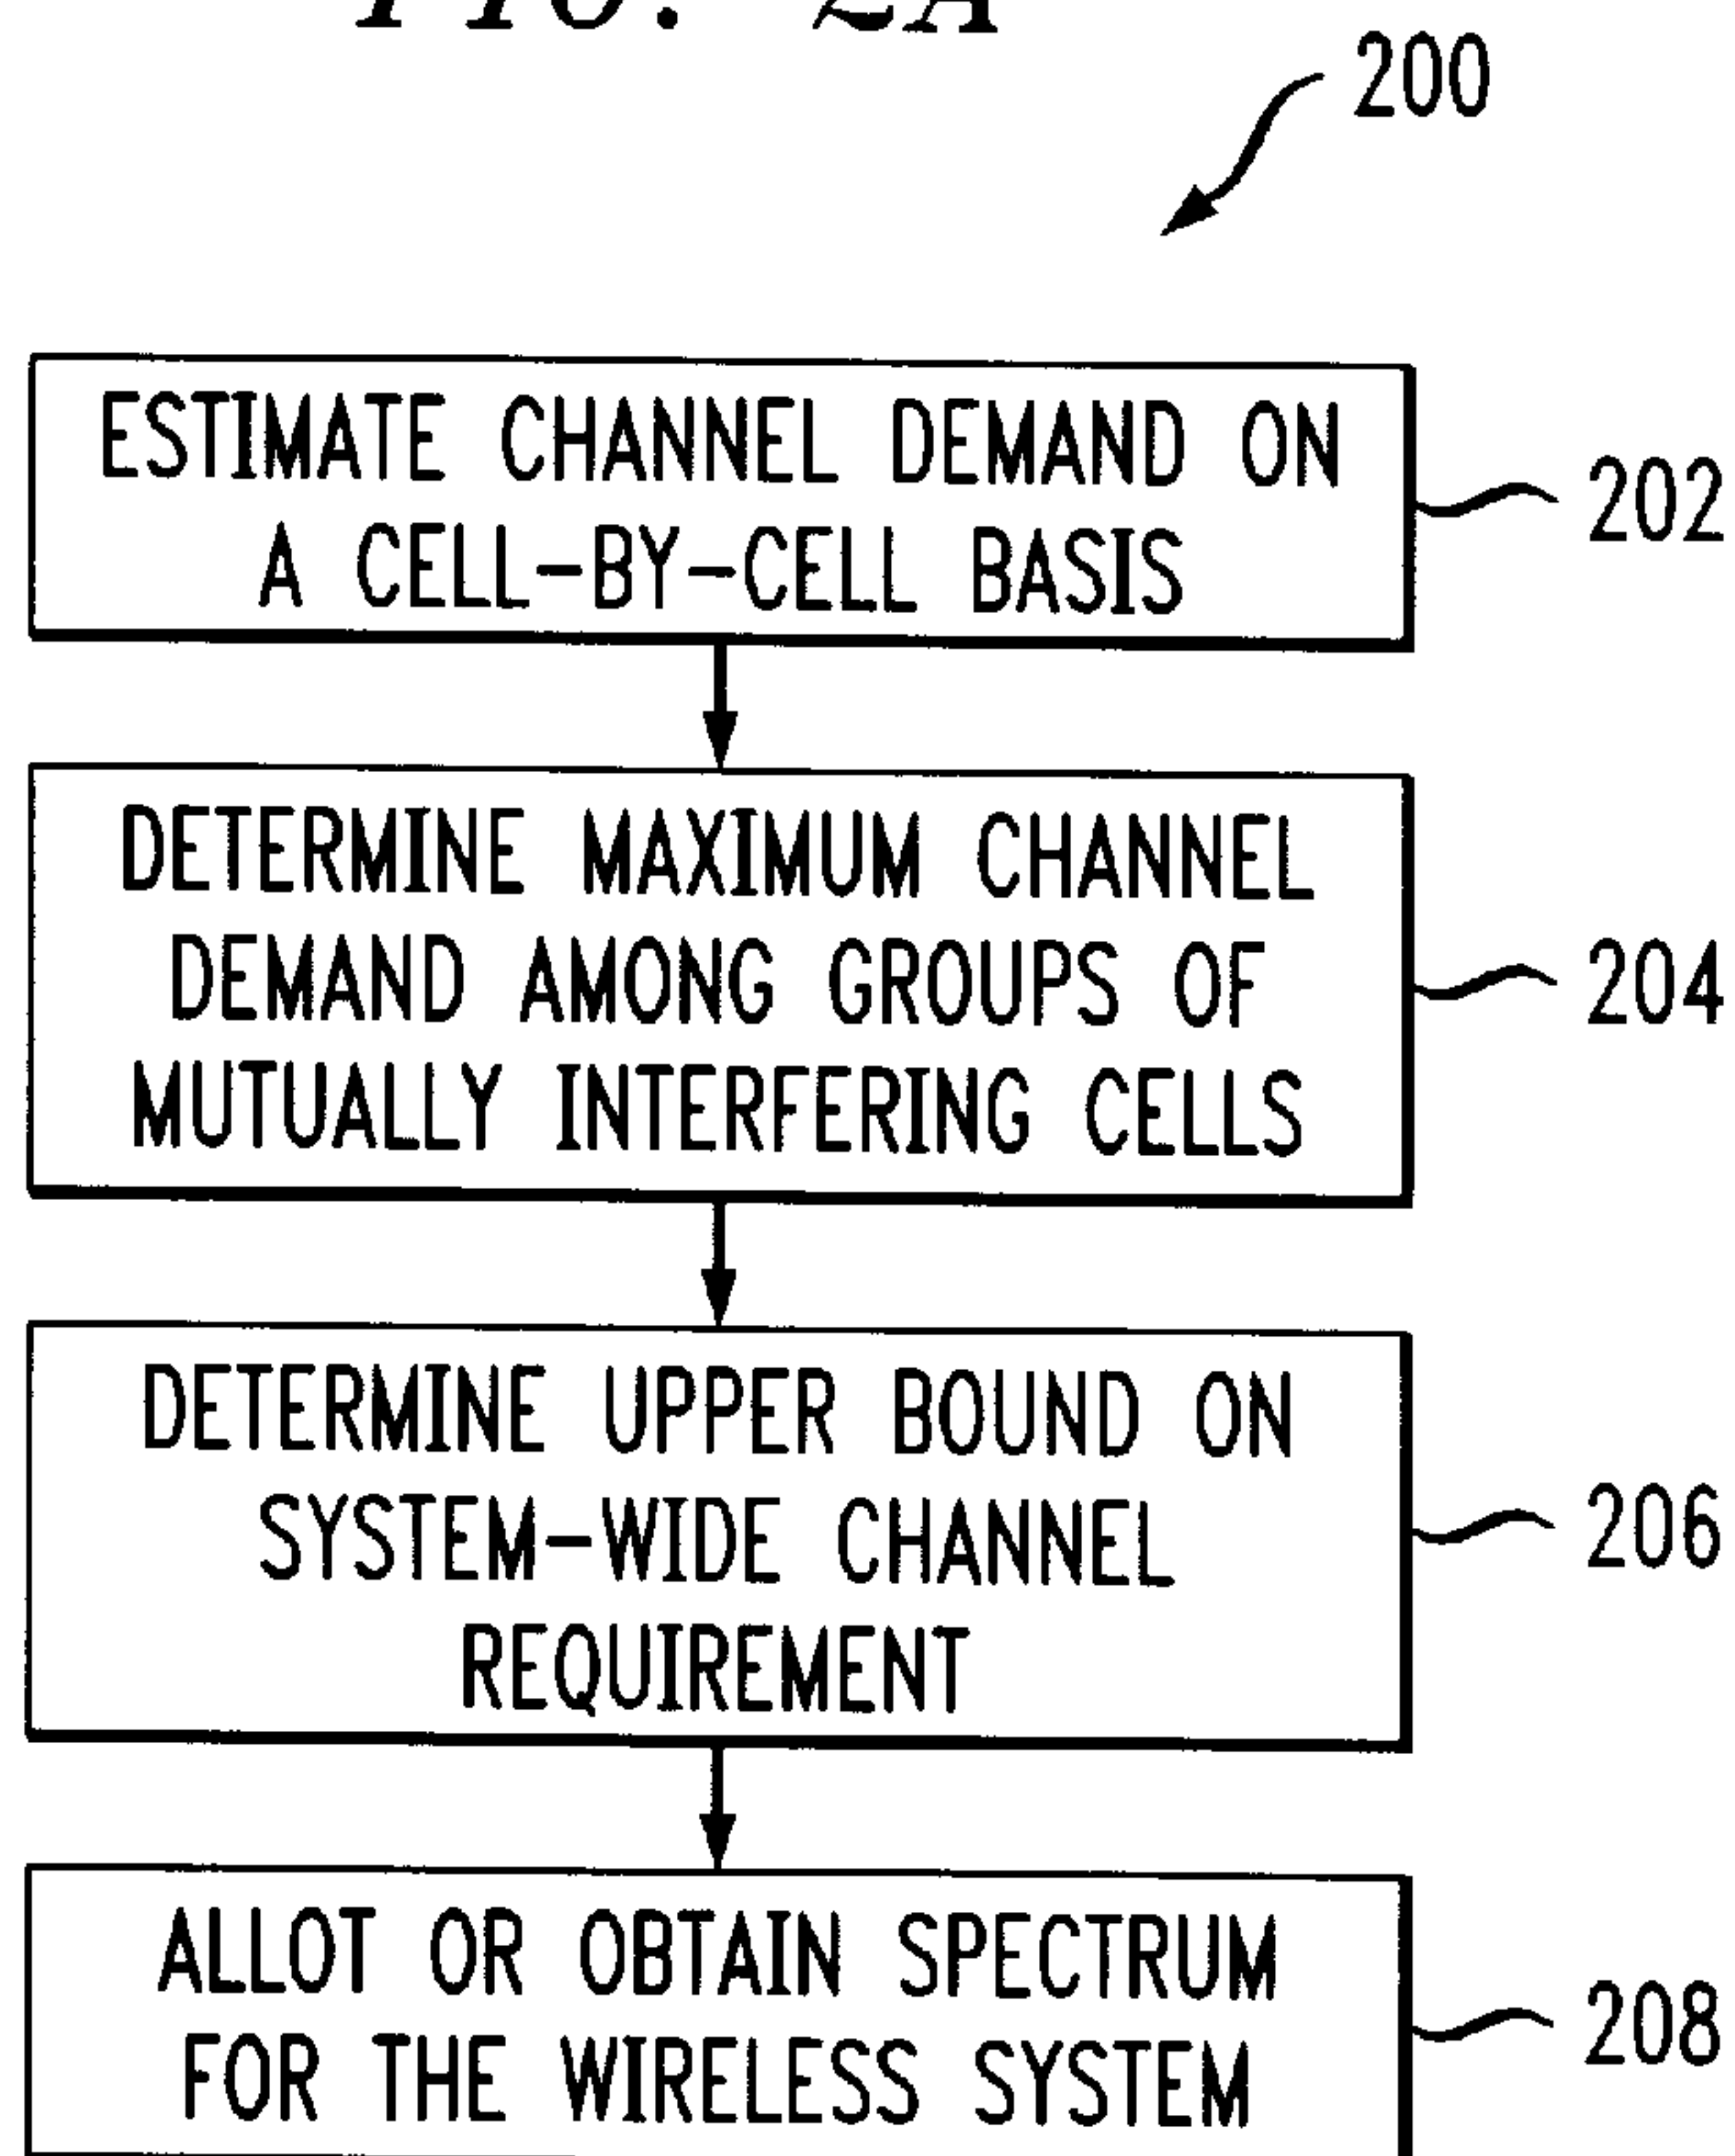 FIG. 2A
200
ESTIMATE CHANNEL DEMAND ON
A CELL-BY-CELL BASIS
202
DETERMINE MAXIMUM CHANNEL
DEMAND AMONG GROUPS OF
MUTUALLY INTERFERING CELLS
204
DETERMINE UPPER BOUND ON
SYSTEM-WIDE CHANNEL
REQUIREMENT
206
ALLOT OR OBTAIN SPECTRUM
FOR THE WIRELESS SYSTEM
208